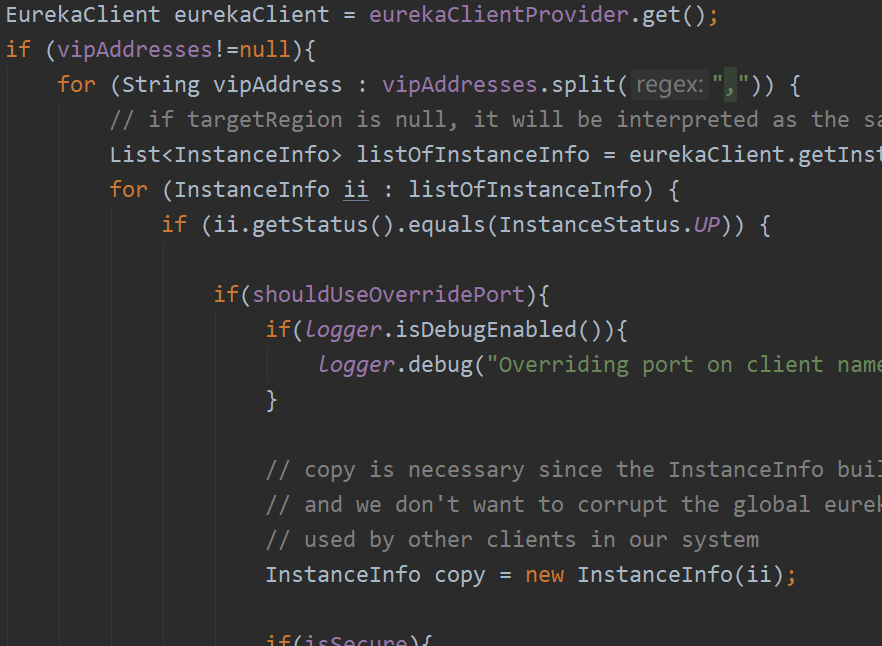 EurekaClient eurekaClient = eurekaClientProvider.get();
if (vipAddresses!=null){
for (String vipAddress : vipAddresses.split( regex: ",")) {
// if targetRegion is null, it will be interpreted as the sa
List<InstanceInfo> listOfInstanceInfo = eurekaClient.getInst
for (InstanceInfo ii : listOfInstanceInfo) {
if (ii.getStatus().equals(InstanceStatus.UP)) {
if(shouldUseOverridePort){
if(logger.isDebugEnabled()){
logger.debug("Overriding port on client name
}
// copy is necessary since the InstanceInfo buil
// and we don't want to corrupt the global eurek
// used by other clients in our system
InstanceInfo copy = new InstanceInfo(ii);
if(isSecure){